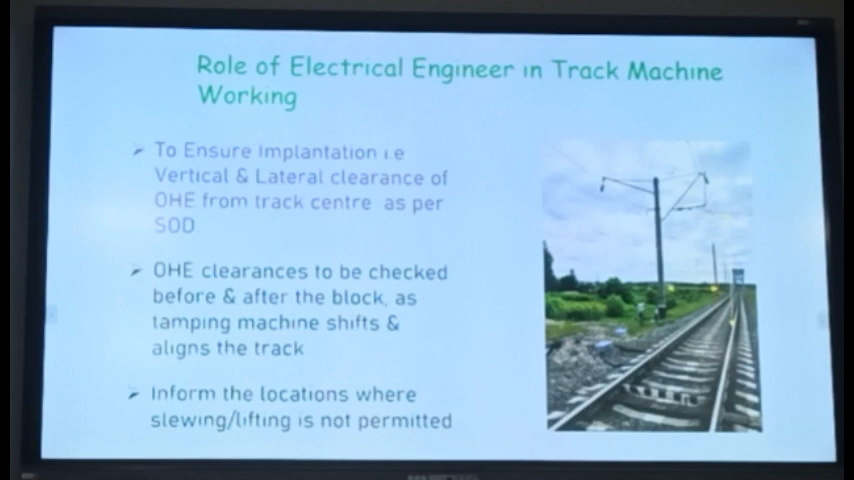 Role of Electrical Engineer in Track Machine
Working
➢ To Ensure Implantation i.e
Vertical & Lateral clearance of
OHE from track centre as per
SOD
➢ OHE clearances to be checked
before & after the block, as
tamping machine shifts &
aligns the track
➢ Inform the locations where
slewing/lifting is not permitted